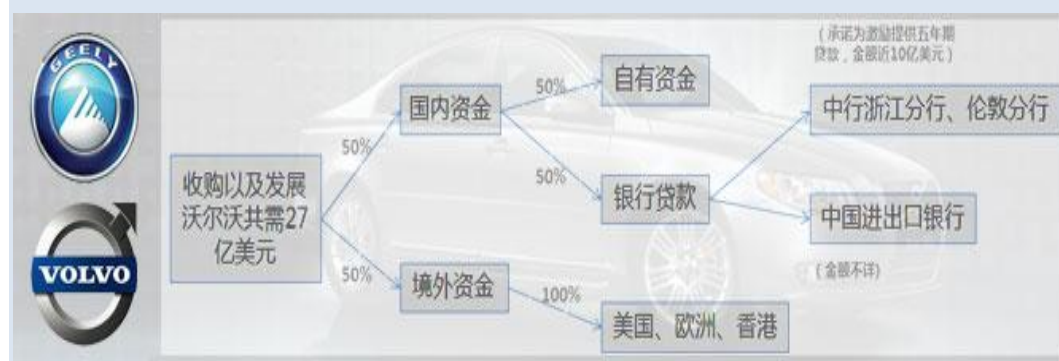 GEELY
VOLVO
收购以及发展
沃尔沃共需27
亿美元
50%
50%
国内资金
境外资金
50%
50%
100%
自有资金
银行贷款
美国、欧洲、香港
(承诺为激励提供五年期
贷款,金额近10亿美元)
中行浙江分行、伦敦分行
中国进出口银行
(金额不详)